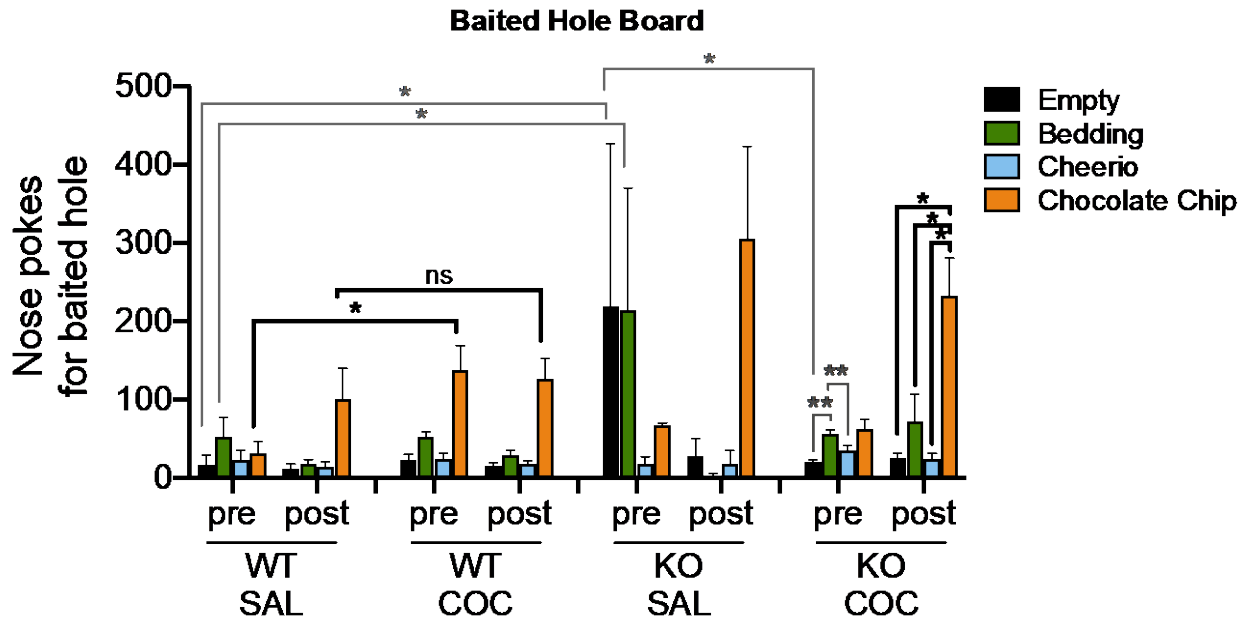 Baited Hole Board
Nose pokes
for baited hole
500
400
300
200
100
0
*
*
*
*
ns
**
**
*
*
*
Empty
Bedding
Cheerio
Chocolate Chip
pre post pre post pre post pre post
WT WT KO KO
SAL COC SAL COC